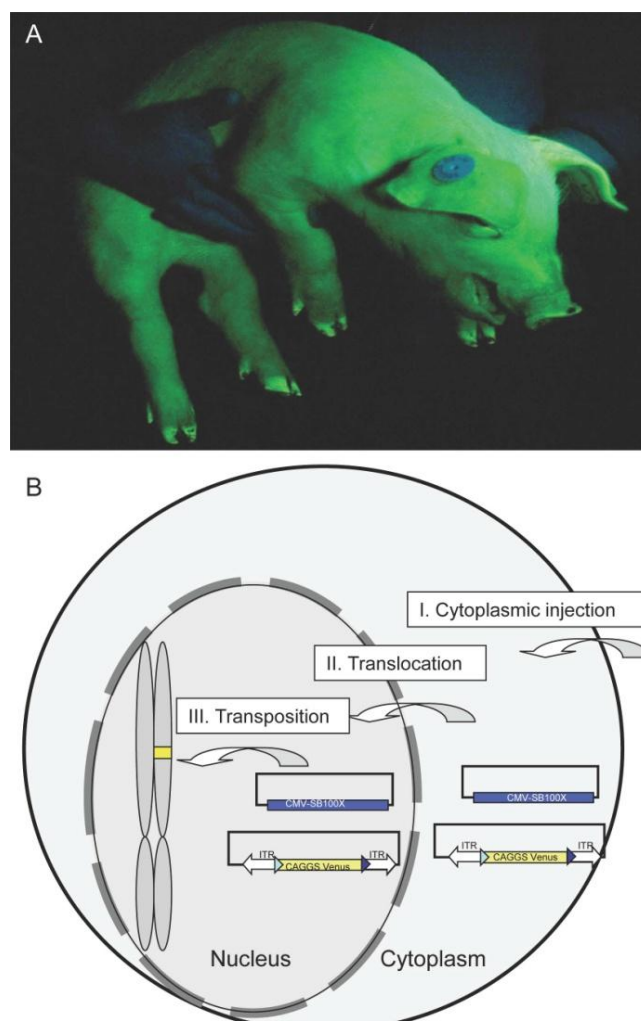 A
B
I. Cytoplasmic injection
II. Translocation
III. Transposition
CMV-SB100X
CMV-SB100X
ITR
ITR
CAGGS Venus
ITR
ITR
CAGGS Venus
Nucleus
Cytoplasm